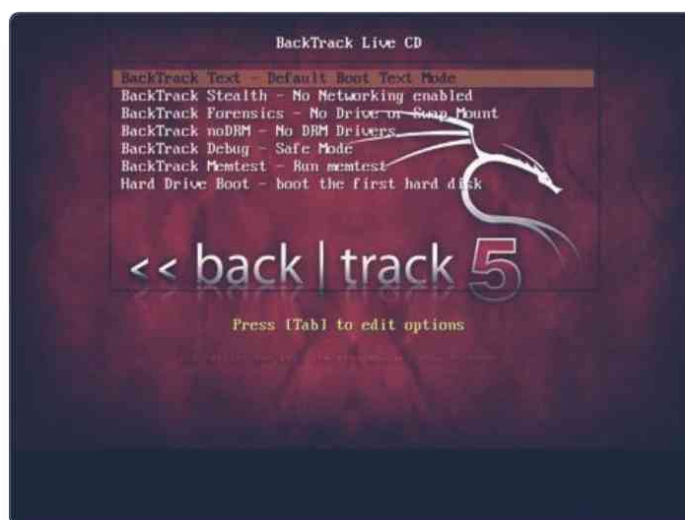 BackTrack Live CD
BackTrack Text - Default Boot Text Mode
BackTrack Stealth - No Networking enabled
BackTrack Forensics - No Drive or Swap Mount
BackTrack noDRM - No DRM Drivers
BackTrack Debug - Safe Mode
BackTrack Memtest - Run memtest
Hard Drive Boot - boot the first hard disk
<< back | track 5
Press [Tab] to edit options